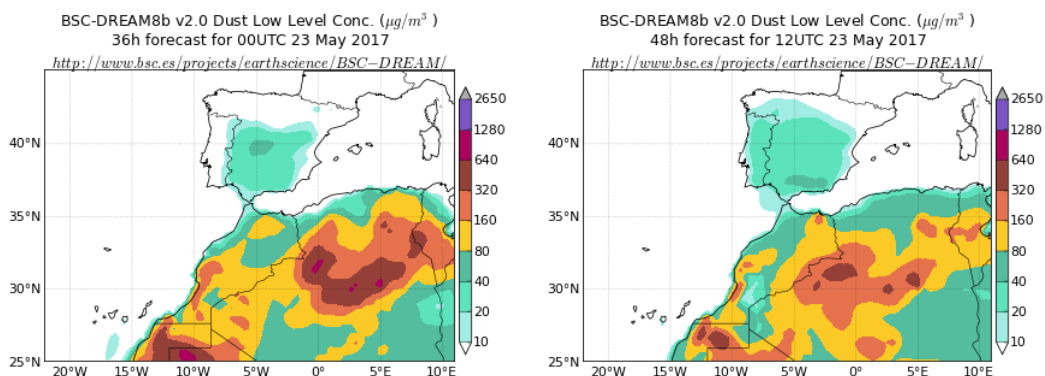 BSC-DREAM8b v2.0 Dust Low Level Conc. (μg/m³ )
36h forecast for 00UTC 23 May 2017
http://www.bsc.es/projects/earthscience/BSC−DREAM/
40°N
35°N
30°N
25°N
20°W 15°W 10°W 5°W 0°E 5°E 10°E
2650
1280
640
320
160
80
40
20
10
BSC-DREAM8b v2.0 Dust Low Level Conc. (μg/m³ )
48h forecast for 12UTC 23 May 2017
http://www.bsc.es/projects/earthscience/BSC−DREAM/
40°N
35°N
30°N
25°N
20°W 15°W 10°W 5°W 0°E 5°E 10°E
2650
1280
640
320
160
80
40
20
10